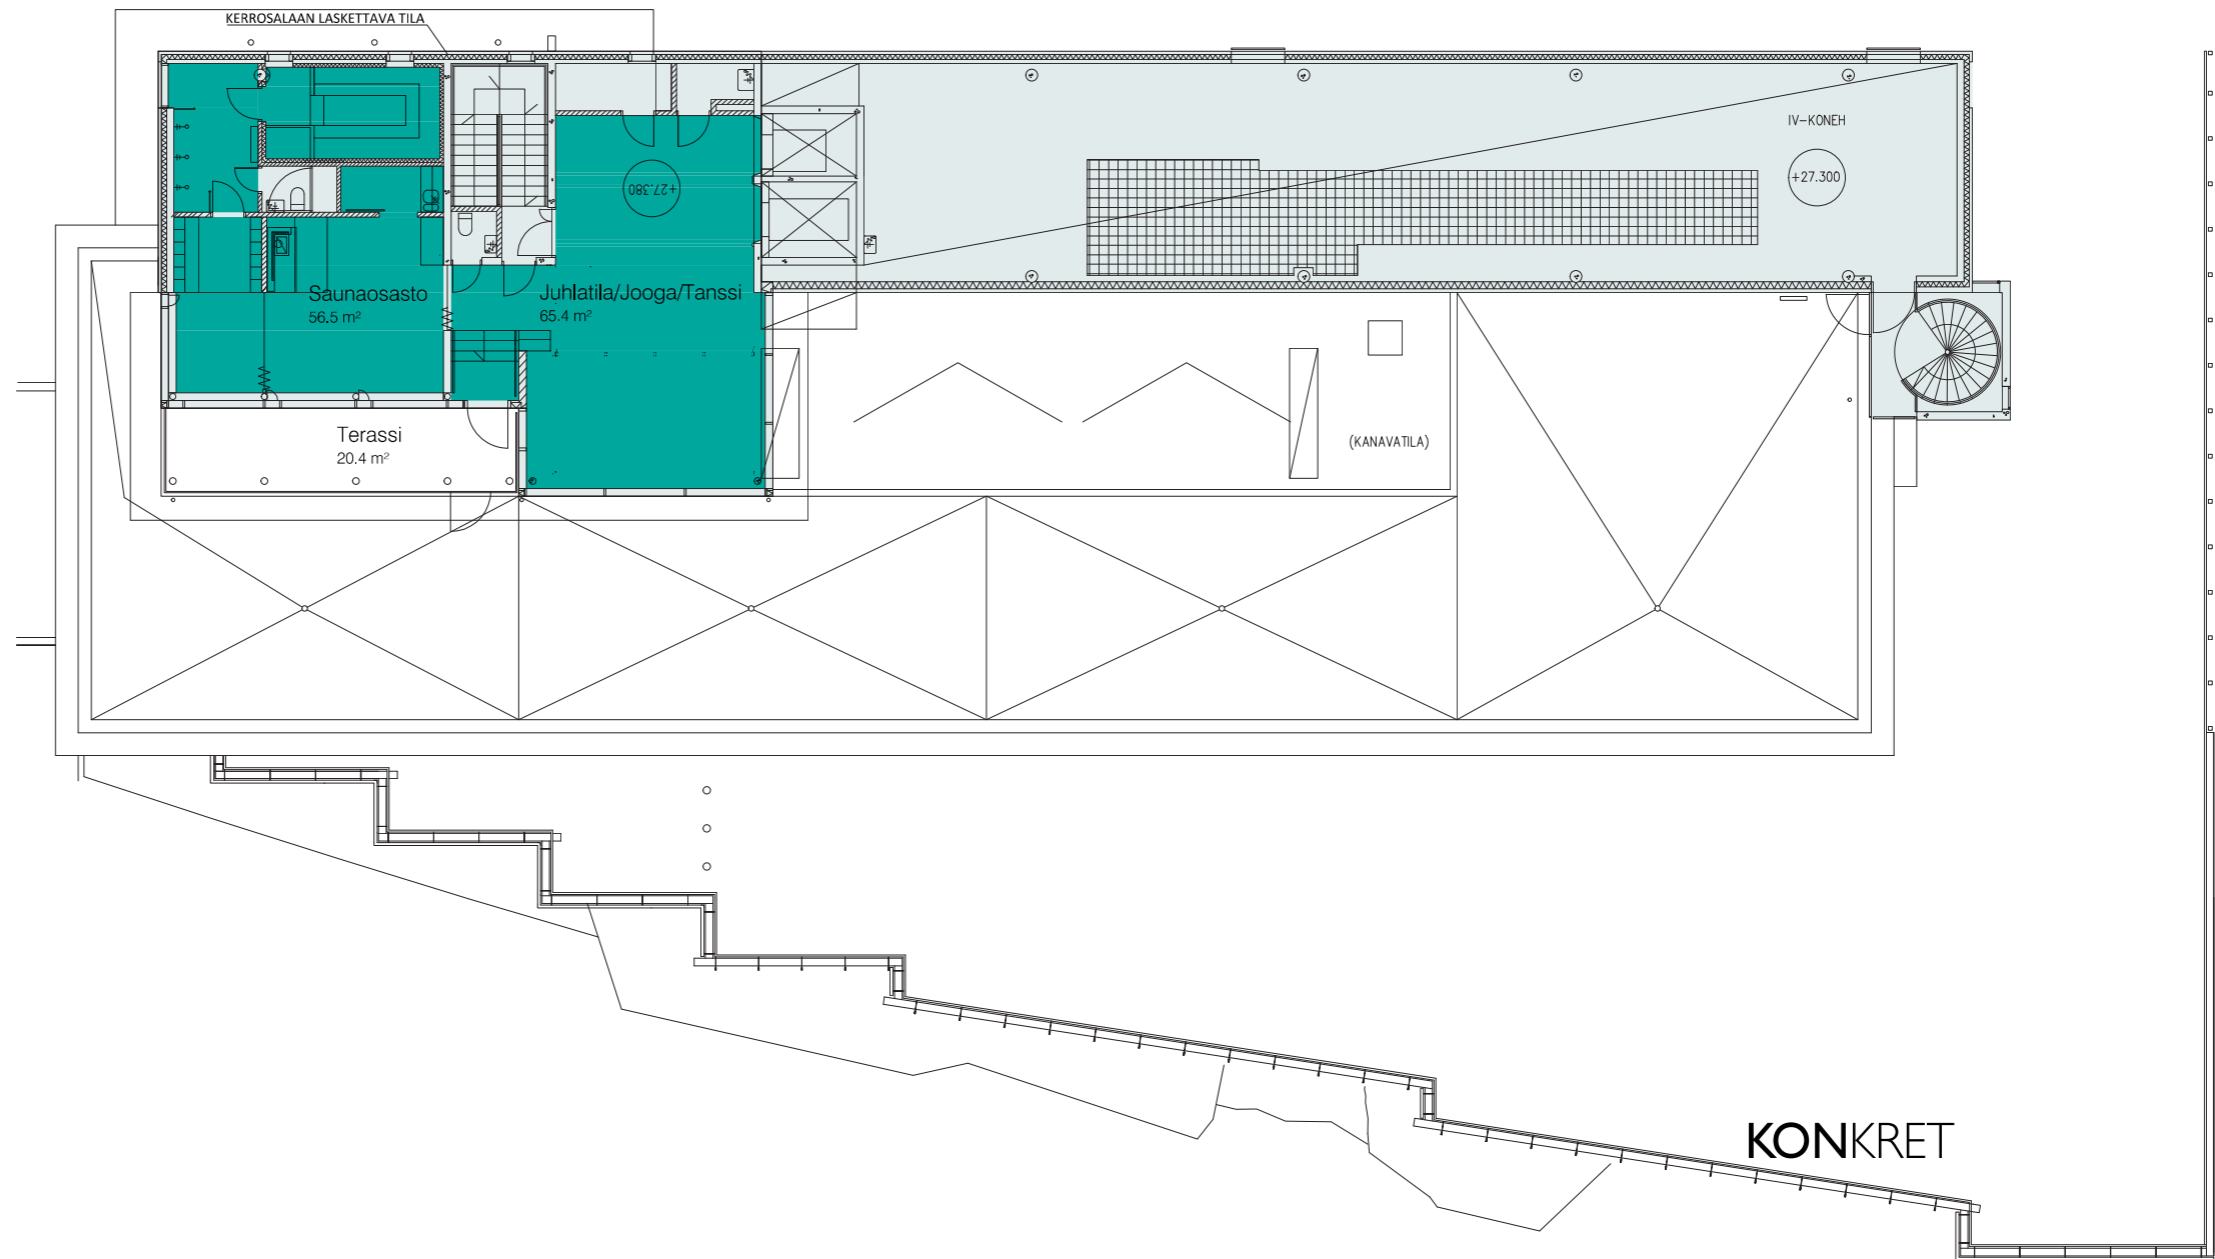 KERROSALAAN LASKETTAVA TILA
IV-KONEH
+27.300
+27.380
Saunaosasto
56.5 m²
Juhlatila/Jooga/Tanssi
65.4 m²
Terassi
20.4 m²
(KANAVATILA)
KONKRET